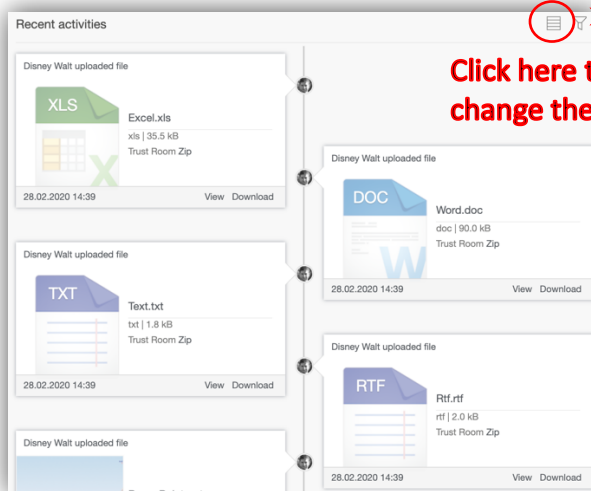 Recent activities
Click here t
change the
Disney Walt uploaded file
XLS
Excel.xls
xls | 35.5 kB
Trust Room Zip
28.02.2020 14:39 View Download
Disney Walt uploaded file
DOC
Word.doc
doc | 90.0 kB
Trust Room Zip
28.02.2020 14:39 View Download
Disney Walt uploaded file
TXT
Text.txt
txt | 1.8 kB
Trust Room Zip
28.02.2020 14:39 View Download
Disney Walt uploaded file
RTF
Rtf.rtf
rtf | 2.0 kB
Trust Room Zip
28.02.2020 14:39 View Download
Disney Walt uploaded file